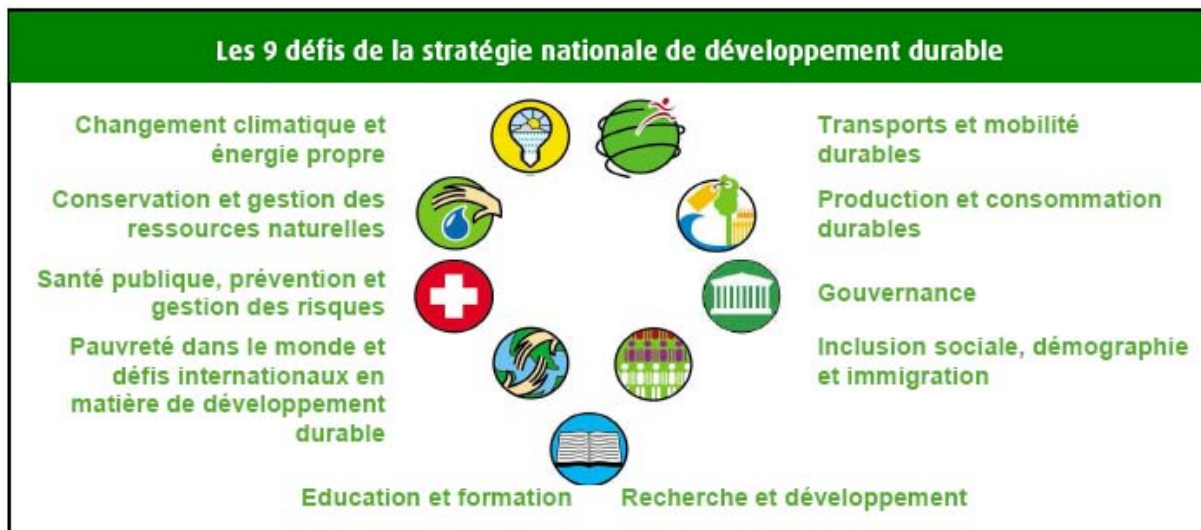 Les 9 défis de la stratégie nationale de développement durable
Changement climatique et
énergie propre
Conservation et gestion des
ressources naturelles
Santé publique, prévention et
gestion des risques
Pauvreté dans le monde et
défis internationaux en
matière de développement
durable
Transports et mobilité
durables
Production et consommation
durables
Gouvernance
Inclusion sociale, démographie
et immigration
Education et formation
Recherche et développement